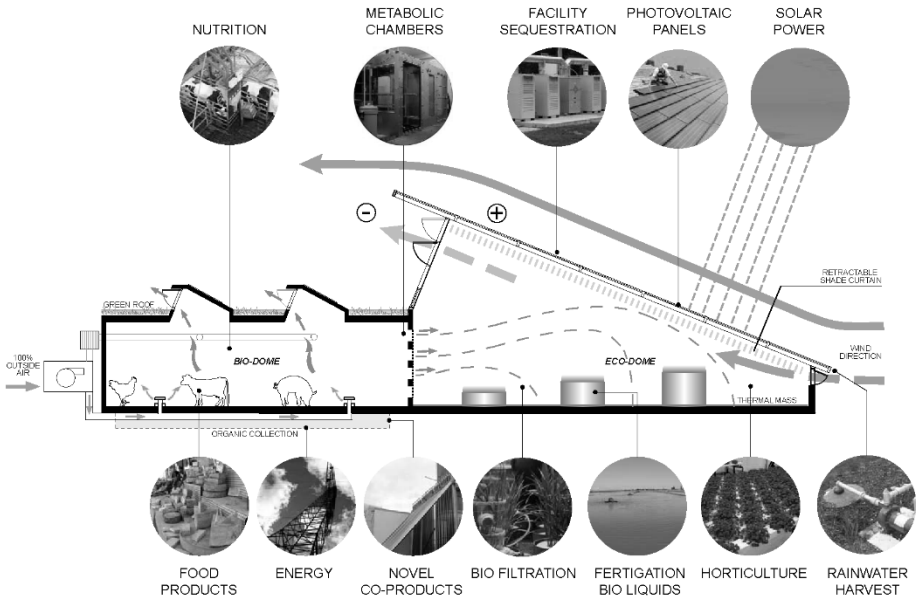 NUTRITION
METABOLIC
CHAMBERS
FACILITY
SEQUESTRATION
PHOTOVOLTAIC
PANELS
SOLAR
POWER
RETRACTABLE
SHADE CURTAIN
GREEN ROOF
100%
OUTSIDE
AIR
BIO-DOME
ECO-DOME
WIND
DIRECTION
THERMAL MASS
ORGANIC COLLECTION
FOOD
PRODUCTS
ENERGY
NOVEL
CO-PRODUCTS
BIO FILTRATION
FERTIGATION
BIO LIQUIDS
HORTICULTURE
RAINWATER
HARVEST